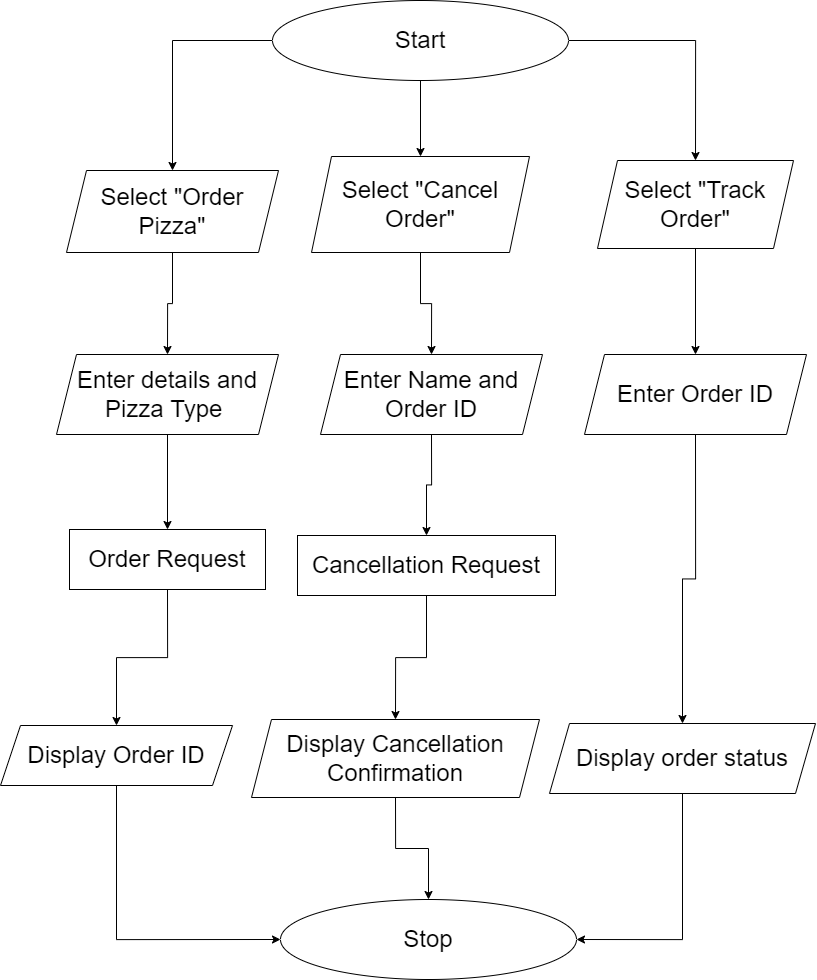 Start
Select "Order
Pizza"
Select "Cancel
Order"
Select "Track
Order"
Enter details and
Pizza Type
Enter Name and
Order ID
Enter Order ID
Order Request
Cancellation Request
Display Order ID
Display Cancellation
Confirmation
Display order status
Stop